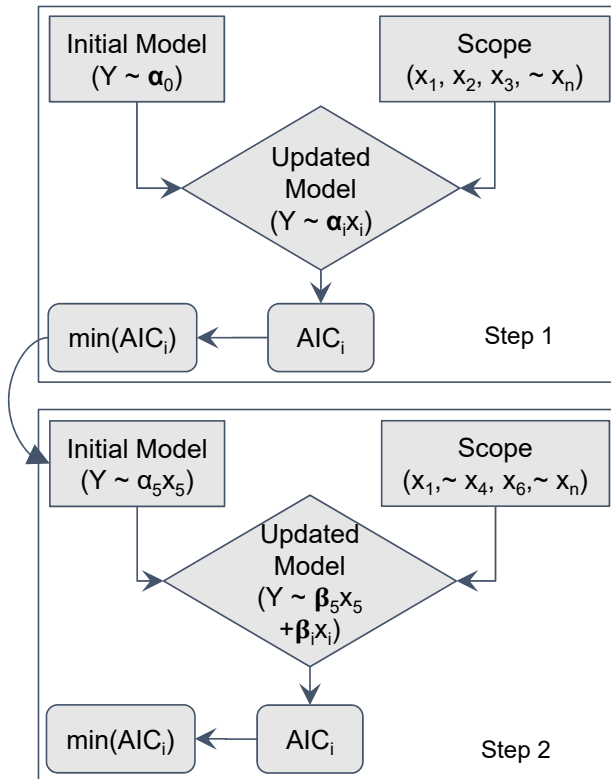 Initial Model
(Y ~ α₀)
Scope
(x₁, x₂, x₃, ~ xₙ)
Updated
Model
(Y ~ αᵢxᵢ)
min(AICᵢ)
AICᵢ
Step 1
Initial Model
(Y ~ α₅x₅)
Scope
(x₁,~ x₄, x₆,~ xₙ)
Updated
Model
(Y ~ β₅x₅
+βᵢxᵢ)
min(AICᵢ)
AICᵢ
Step 2